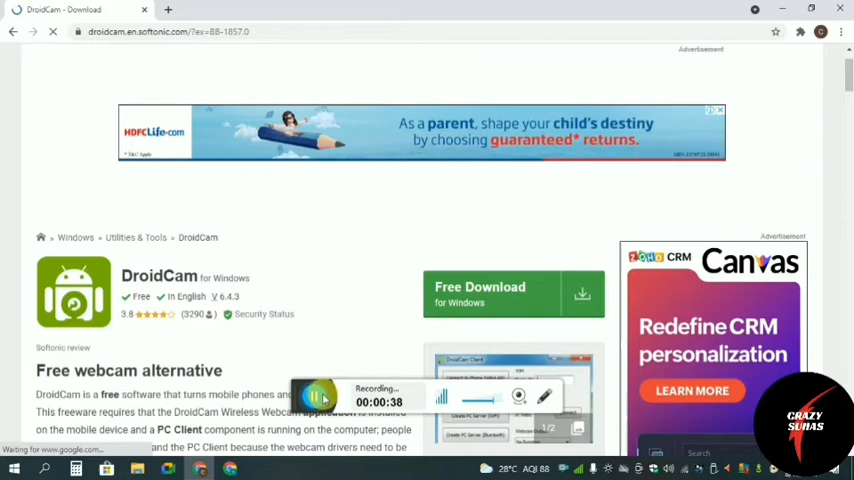 DroidCam - Download
droidcam.en.softonic.com/?ex=BB-1857.0
C
Advertisement
HDFCLife.com
*T&C Apply
As a parent, shape your child's destiny
by choosing guaranteed* returns.
Windows » Utilities & Tools » DroidCam
Advertisement
DroidCam for Windows
Free In English V 6.4.3
3.8 (3290) Security Status
Free Download
for Windows
ZOHO CRM Canvas
Redefine CRM
personalization
LEARN MORE
Softonic review
Free webcam alternative
DroidCam is a free software that turns mobile phones and
This freeware requires that the DroidCam Wireless Webcam application is installed
on the mobile device and a PC Client component is running on the computer; people
and the PC Client because the webcam drivers need to be
Recording...
00:00:38
DroidCam Client
1/2
CRAZY
SUHAS
Search
Waiting for www.google.com...
28°C AQI 88